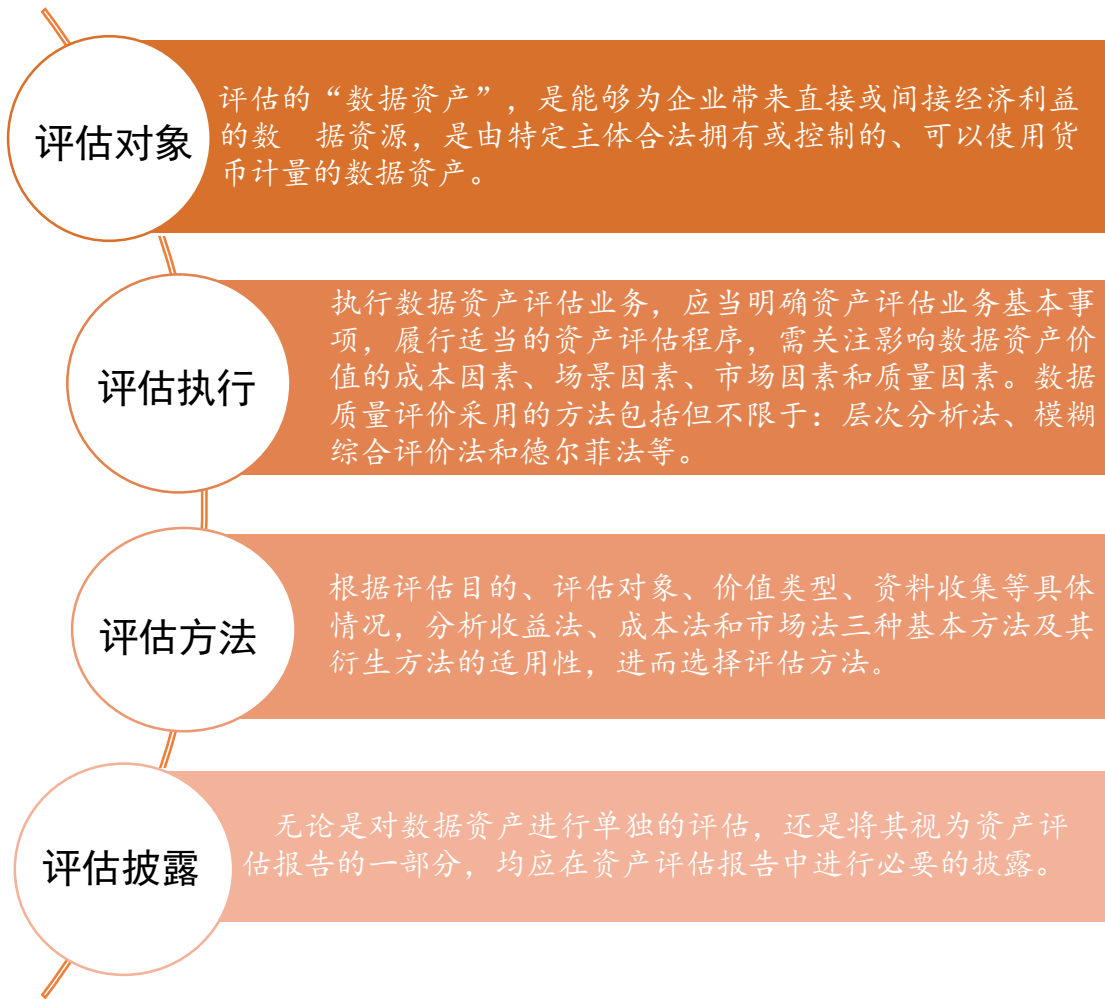 评估对象
评估的“数据资产”，是能够为企业带来直接或间接经济利益
的数 据资源，是由特定主体合法拥有或控制的、可以使用货
币计量的数据资产。
评估执行
执行数据资产评估业务，应当明确资产评估业务基本事
项，履行适当的资产评估程序，需关注影响数据资产价
值的成本因素、场景因素、市场因素和质量因素。数据
质量评价采用的方法包括但不限于：层次分析法、模糊
综合评价法和德尔菲法等。
评估方法
根据评估目的、评估对象、价值类型、资料收集等具体
情况，分析收益法、成本法和市场法三种基本方法及其
衍生方法的适用性，进而选择评估方法。
评估披露
无论是对数据资产进行单独的评估，还是将其视为资产评
估报告的一部分，均应在资产评估报告中进行必要的披露。